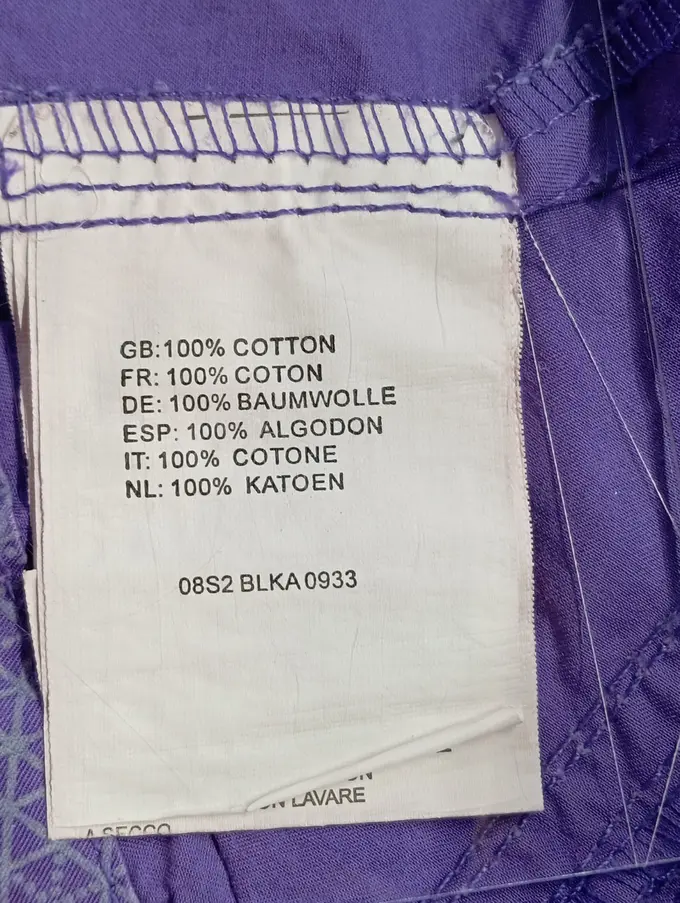 GB:100% COTTON
FR: 100% COTON
DE: 100% BAUMWOLLE
ESP: 100% ALGODON
IT: 100% COTONE
NL: 100% KATOEN
08S2 BLKA 0933
LAVARE
A SECCO